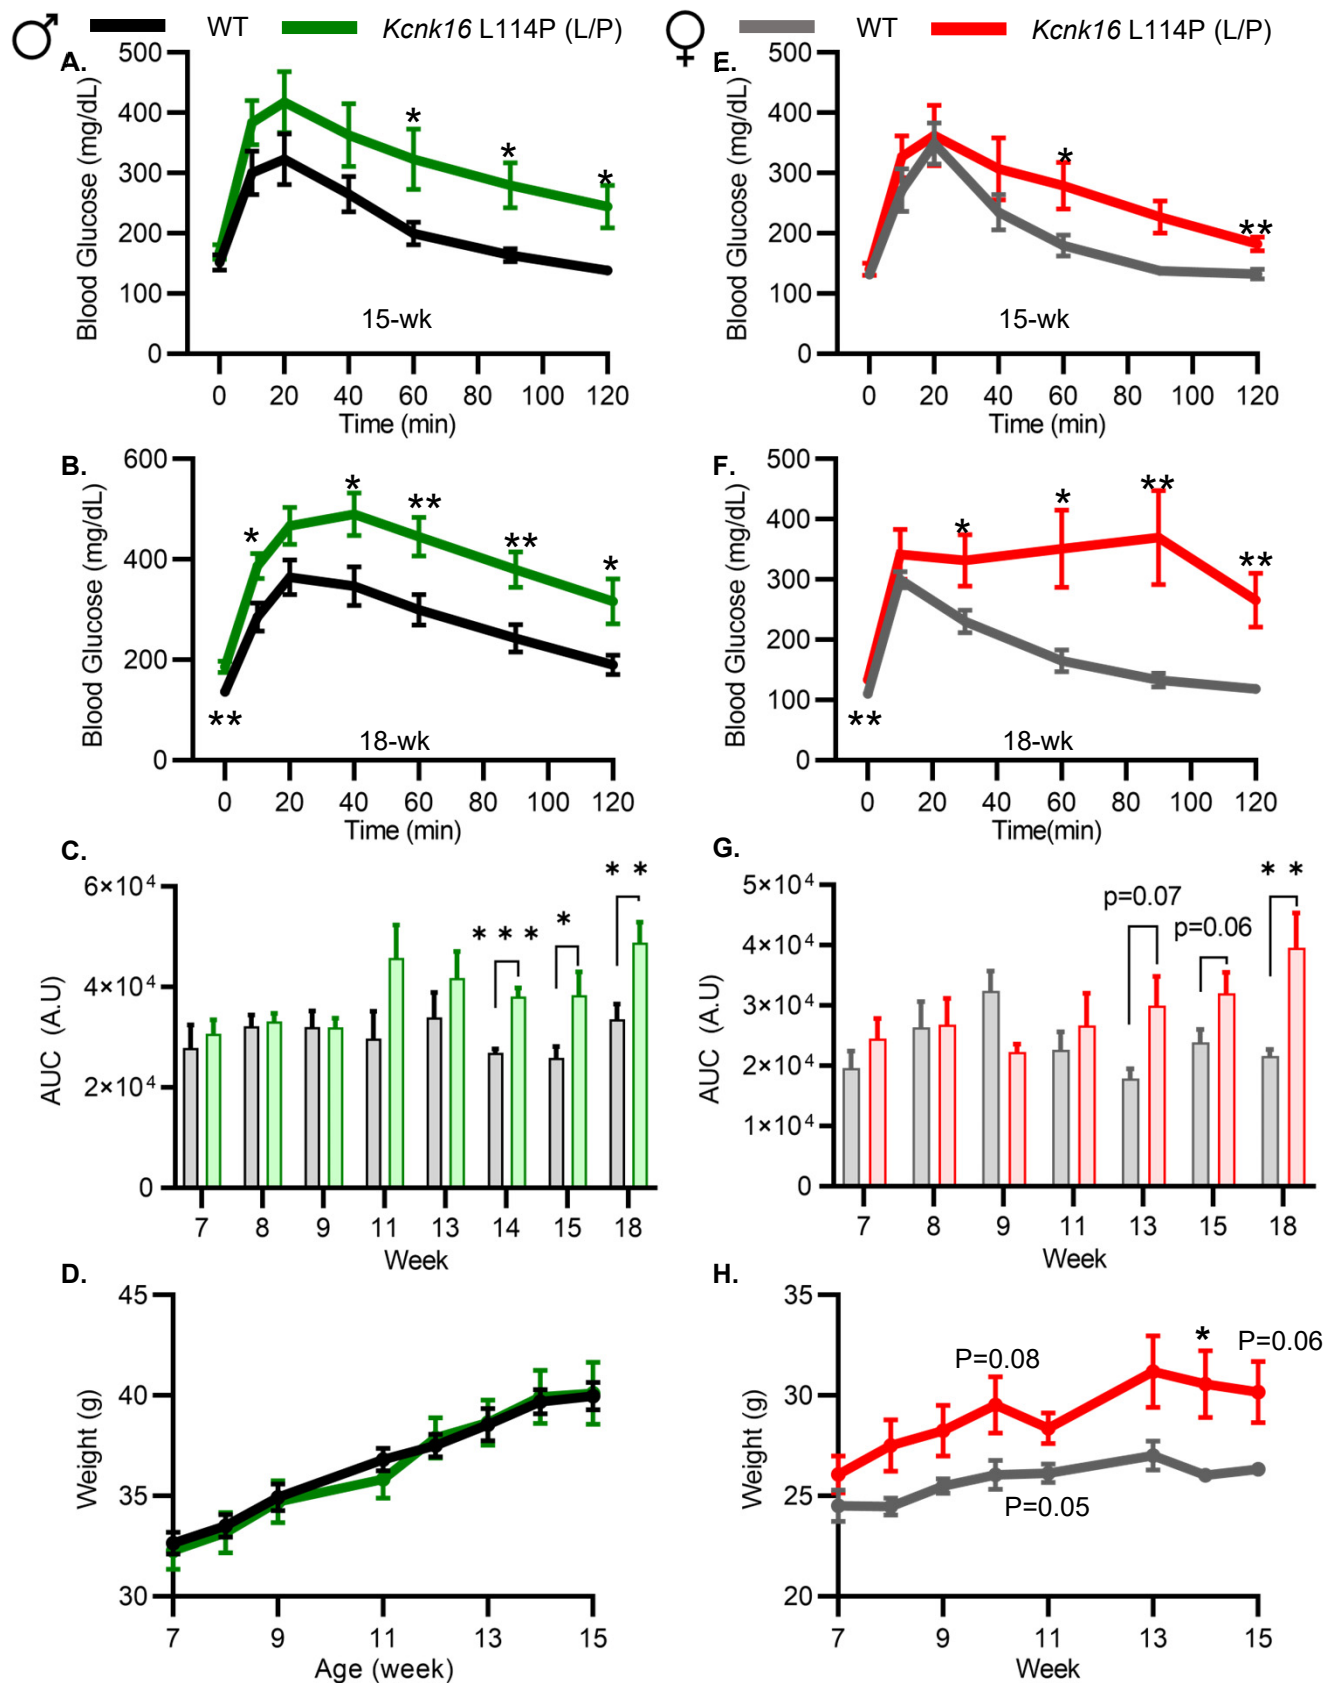 ♂ WT Kcnk16 L114P (L/P)
♀ WT Kcnk16 L114P (L/P)
A.
Blood Glucose (mg/dL)
500
400
300
200
100
0
* * *
15-wk
0 20 40 60 80 100 120
Time (min)
E.
Blood Glucose (mg/dL)
500
400
300
200
100
0
* **
15-wk
0 20 40 60 80 100 120
Time (min)
B.
Blood Glucose (mg/dL)
600
400
200
0
** * * ** ** *
18-wk
0 20 40 60 80 100 120
Time (min)
F.
Blood Glucose (mg/dL)
500
400
300
200
100
0
** * * ** **
18-wk
0 20 40 60 80 100 120
Time(min)
C.
AUC (A.U)
6×10⁴
4×10⁴
2×10⁴
0
* * *
*
* *
7 8 9 11 13 14 15 18
Week
G.
AUC (A.U)
5×10⁴
4×10⁴
3×10⁴
2×10⁴
1×10⁴
0
p=0.07
p=0.06
* *
7 8 9 11 13 15 18
Week
D.
Weight (g)
45
40
35
30
7 9 11 13 15
Age (week)
H.
Weight (g)
35
30
25
20
P=0.08
*
P=0.06
P=0.05
7 9 11 13 15
Week